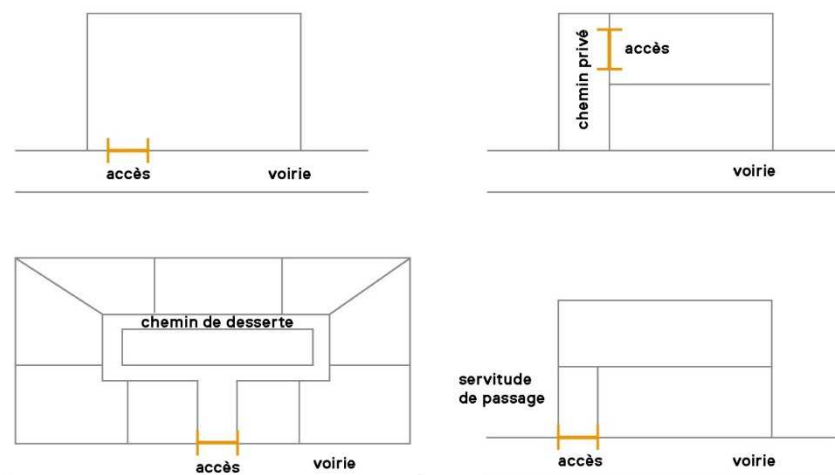 accès
voirie
chemin privé
accès
voirie
chemin de desserte
accès
voirie
servitude
de passage
accès
voirie